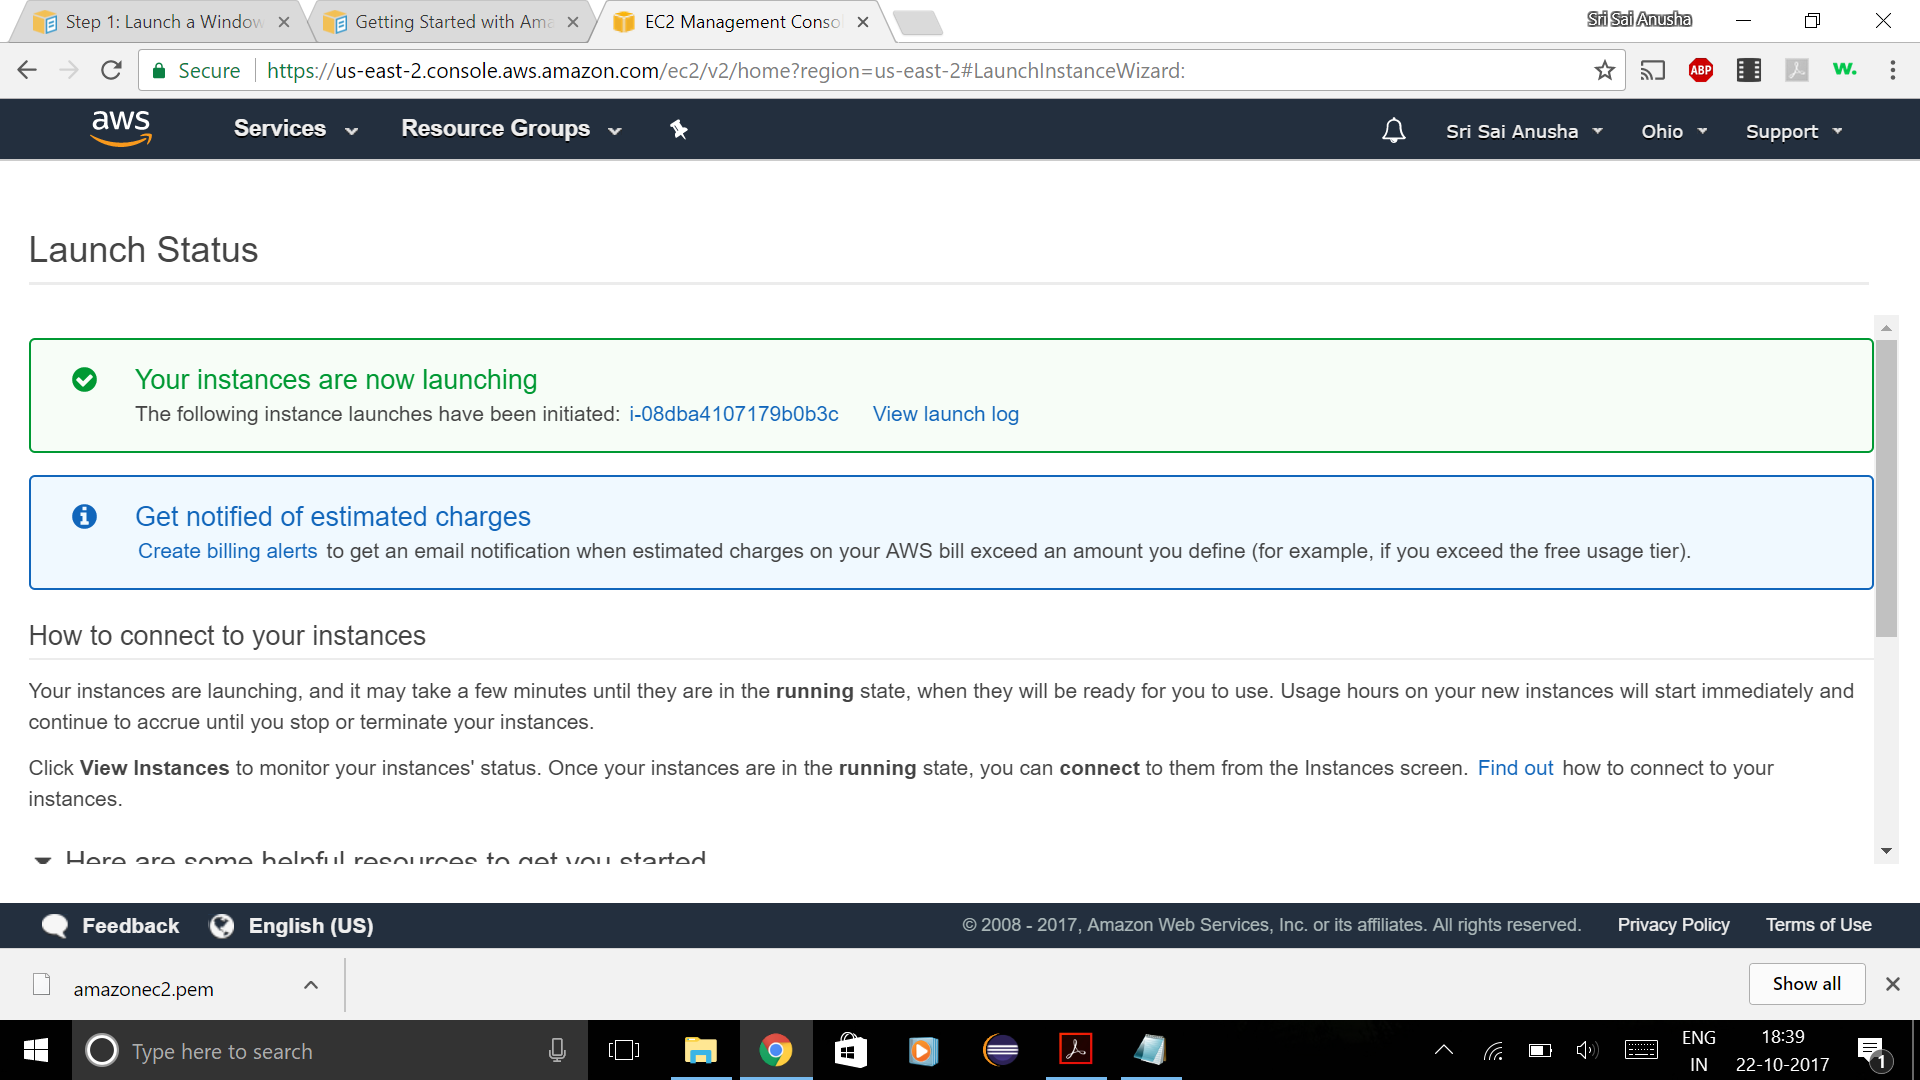 Step 1: Launch a Window
Getting Started with Ama
EC2 Management Conso
Sri Sai Anusha
Secure
https://us-east-2.console.aws.amazon.com/ec2/v2/home?region=us-east-2#LaunchInstanceWizard:
ABP
w.
aws
Services
Resource Groups
Sri Sai Anusha
Ohio
Support
Launch Status
Your instances are now launching
The following instance launches have been initiated: i-08dba4107179b0b3c View launch log
Get notified of estimated charges
Create billing alerts to get an email notification when estimated charges on your AWS bill exceed an amount you define (for example, if you exceed the free usage tier).
How to connect to your instances
Your instances are launching, and it may take a few minutes until they are in the running state, when they will be ready for you to use. Usage hours on your new instances will start immediately and
continue to accrue until you stop or terminate your instances.
Click View Instances to monitor your instances' status. Once your instances are in the running state, you can connect to them from the Instances screen. Find out how to connect to your
instances.
Here are some helpful resources to get you started
Feedback
English (US)
© 2008 - 2017, Amazon Web Services, Inc. or its affiliates. All rights reserved.
Privacy Policy
Terms of Use
amazonec2.pem
Show all
Type here to search
ENG
IN
18:39
22-10-2017
1